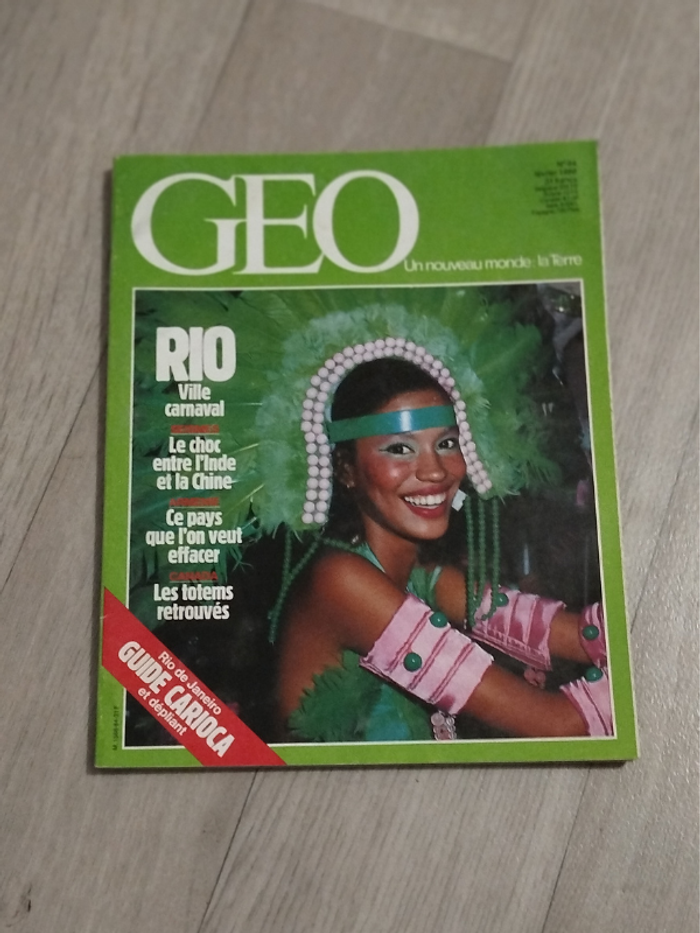 GEO
Un nouveau monde: la Terre
RIO
Ville
carnaval
Le choc
entre l'Inde
et la Chine
Ce pays
que l'on veut
effacer
CANADA
Les totems
retrouvés
Rio de Janeiro
GUIDE CARIOCA
et dépliant